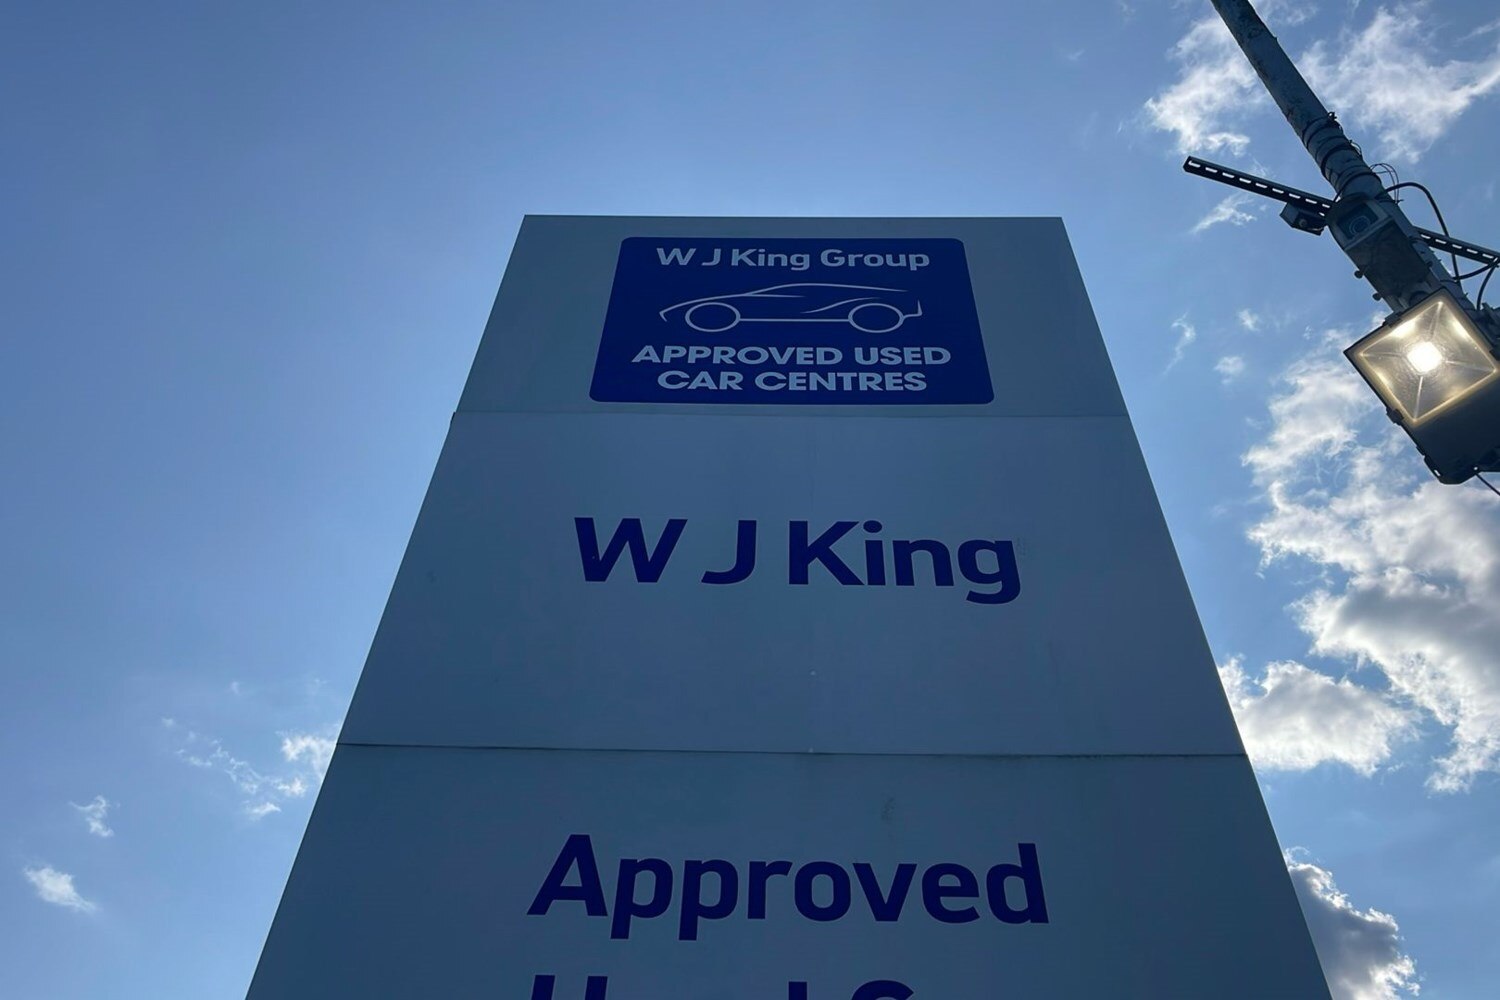 W J King Group
APPROVED USED
CAR CENTRES
W J King
Approved